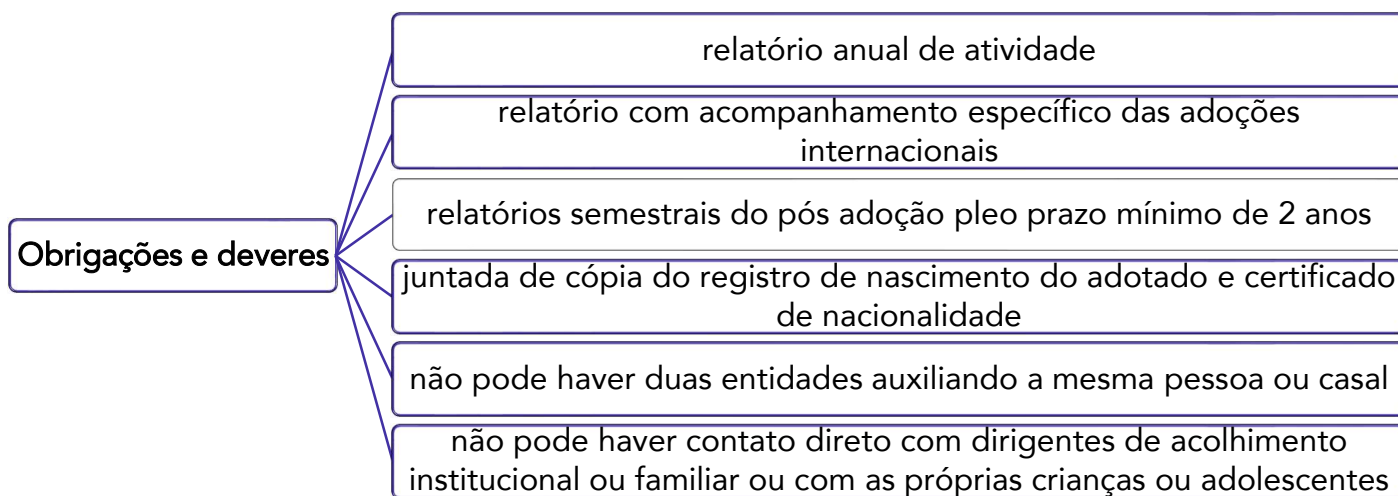 relatório anual de atividade
relatório com acompanhamento específico das adoções
internacionais
relatórios semestrais do pós adoção pleo prazo mínimo de 2 anos
Obrigações e deveres
juntada de cópia do registro de nascimento do adotado e certificado
de nacionalidade
não pode haver duas entidades auxiliando a mesma pessoa ou casal
não pode haver contato direto com dirigentes de acolhimento
institucional ou familiar ou com as próprias crianças ou adolescentes